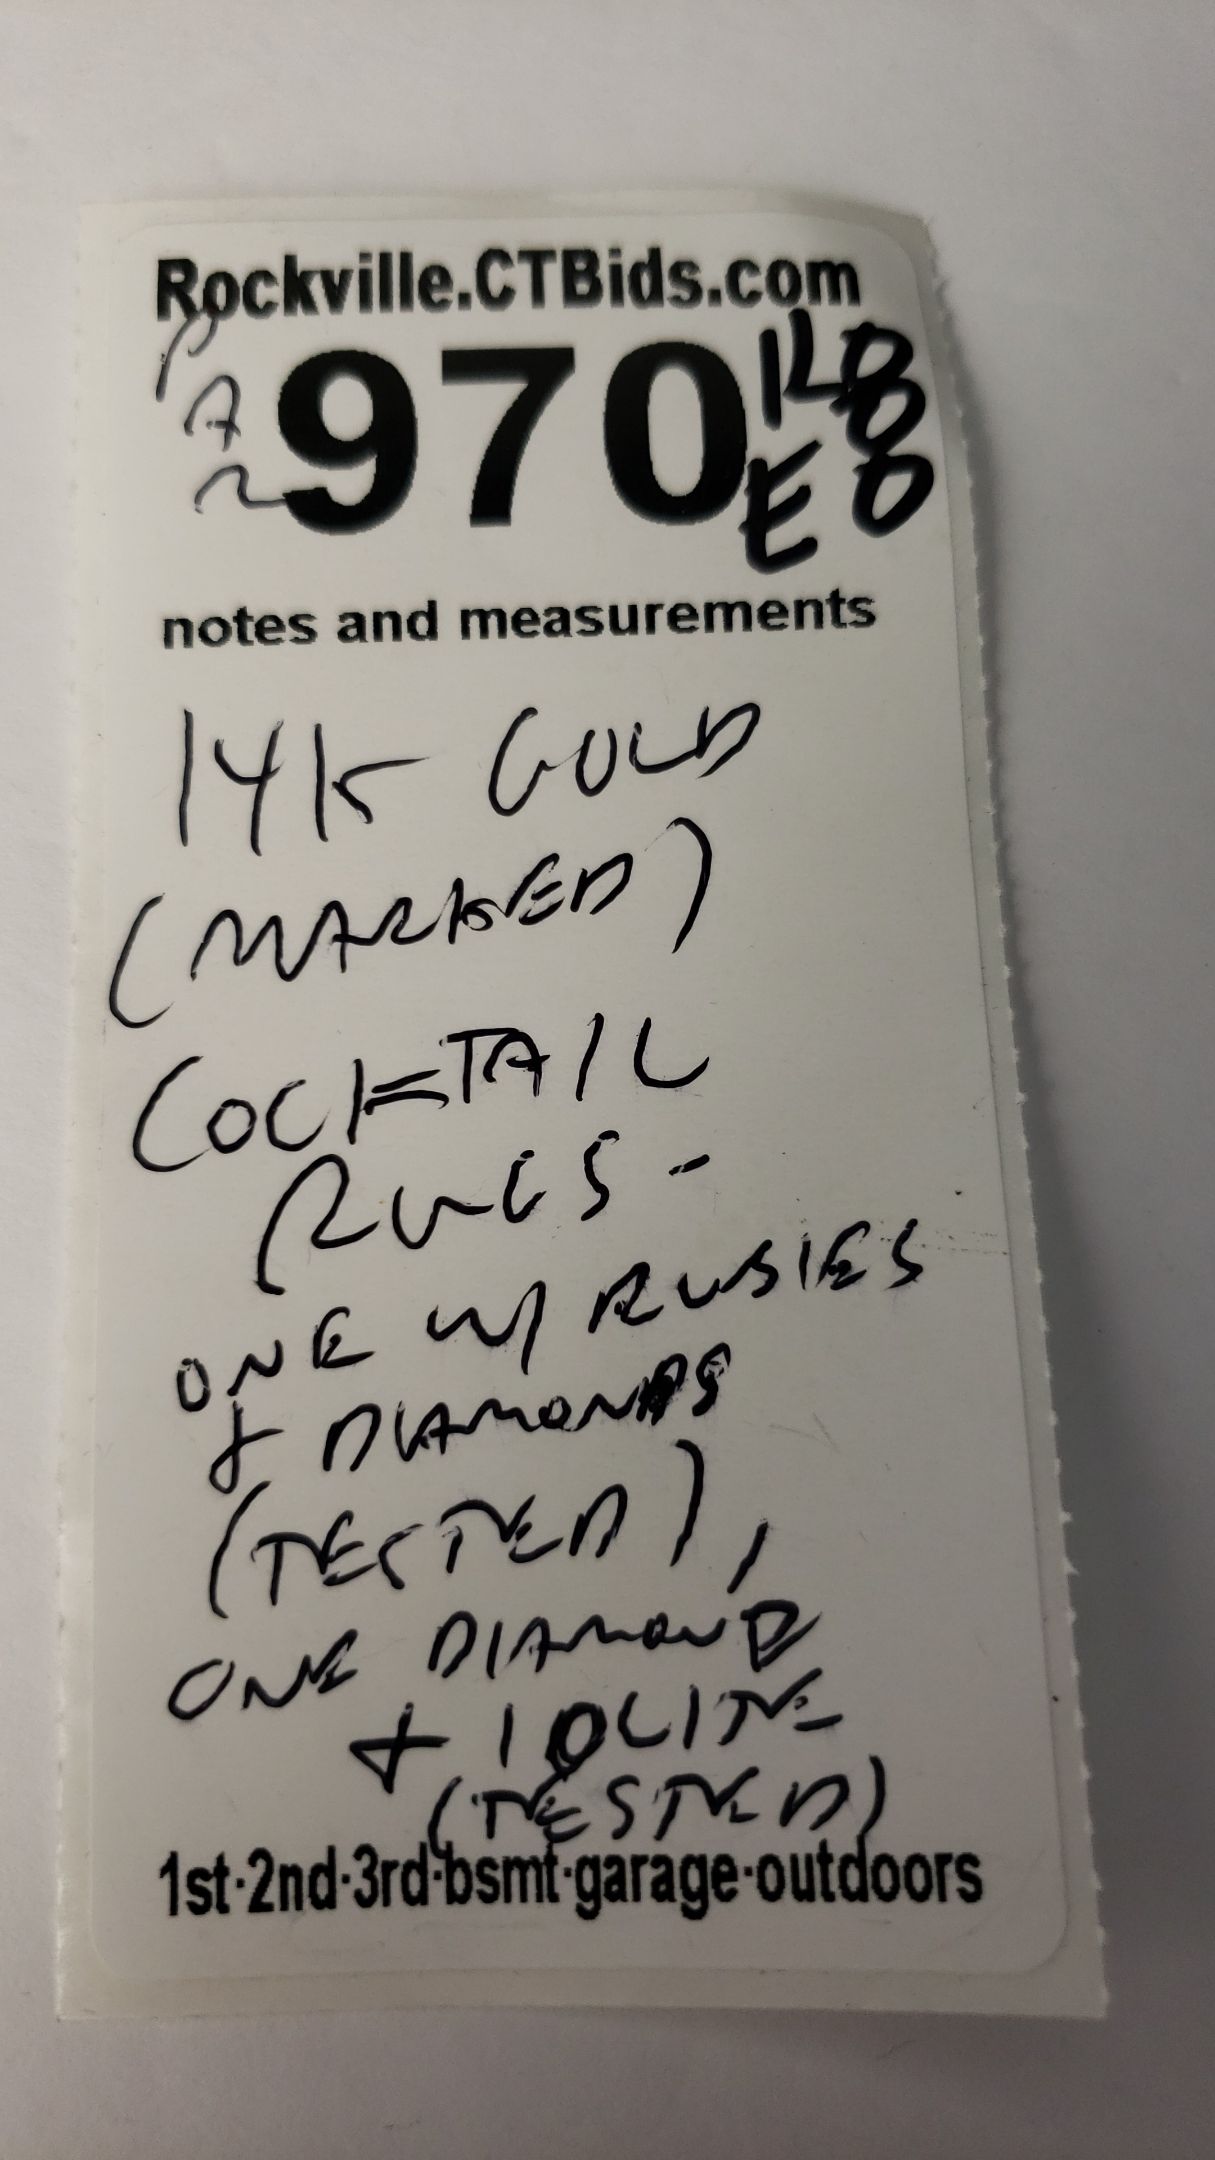 Rockville.CTBids.com
970
notes and measurements
14K GOLD
(MARKED)
COCKTAIL
RINGS -
ONE W/ RUBIES
+ DIAMONDS
(TESTED),
ONE DIAMOND
+ IOLITE
(TESTED)
1st·2nd·3rd·bsmt·garage·outdoors